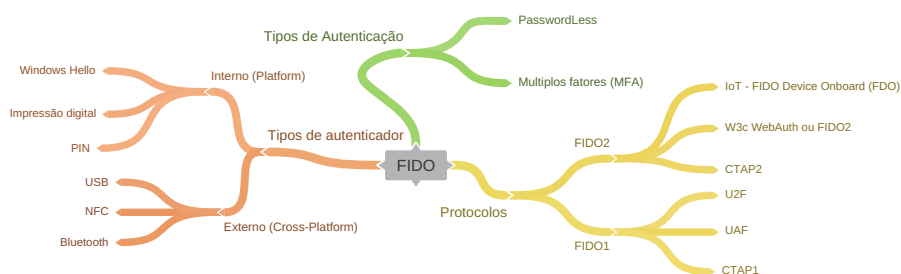 FIDO
Tipos de Autenticação
PasswordLess
Multiplos fatores (MFA)
Tipos de autenticador
Interno (Platform)
Windows Hello
Impressão digital
PIN
Externo (Cross-Platform)
USB
NFC
Bluetooth
Protocolos
FIDO2
IoT - FIDO Device Onboard (FDO)
W3c WebAuth ou FIDO2
CTAP2
FIDO1
U2F
UAF
CTAP1